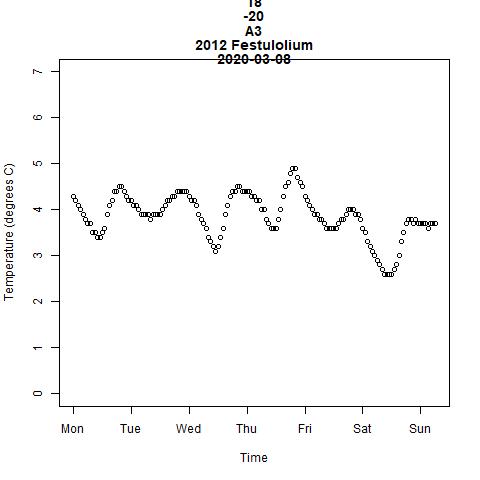 18
-20
A3
2012 Festulolium
2020-03-08
7
6
5
4
3
2
1
0
Temperature (degrees C)
Mon Tue Wed Thu Fri Sat Sun
Time